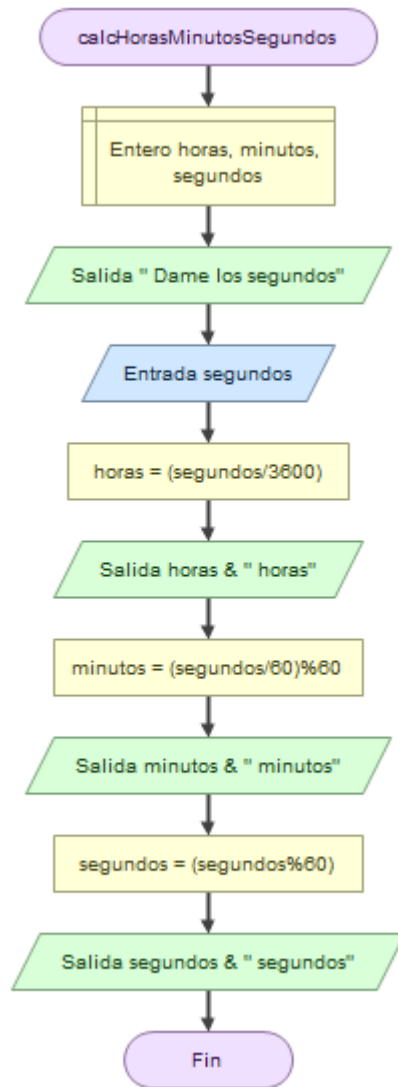 calcHorasMinutosSegundos
Entero horas, minutos,
segundos
Salida " Dame los segundos"
Entrada segundos
horas = (segundos/3600)
Salida horas & " horas"
minutos = (segundos/60)%60
Salida minutos & " minutos"
segundos = (segundos%60)
Salida segundos & " segundos"
Fin